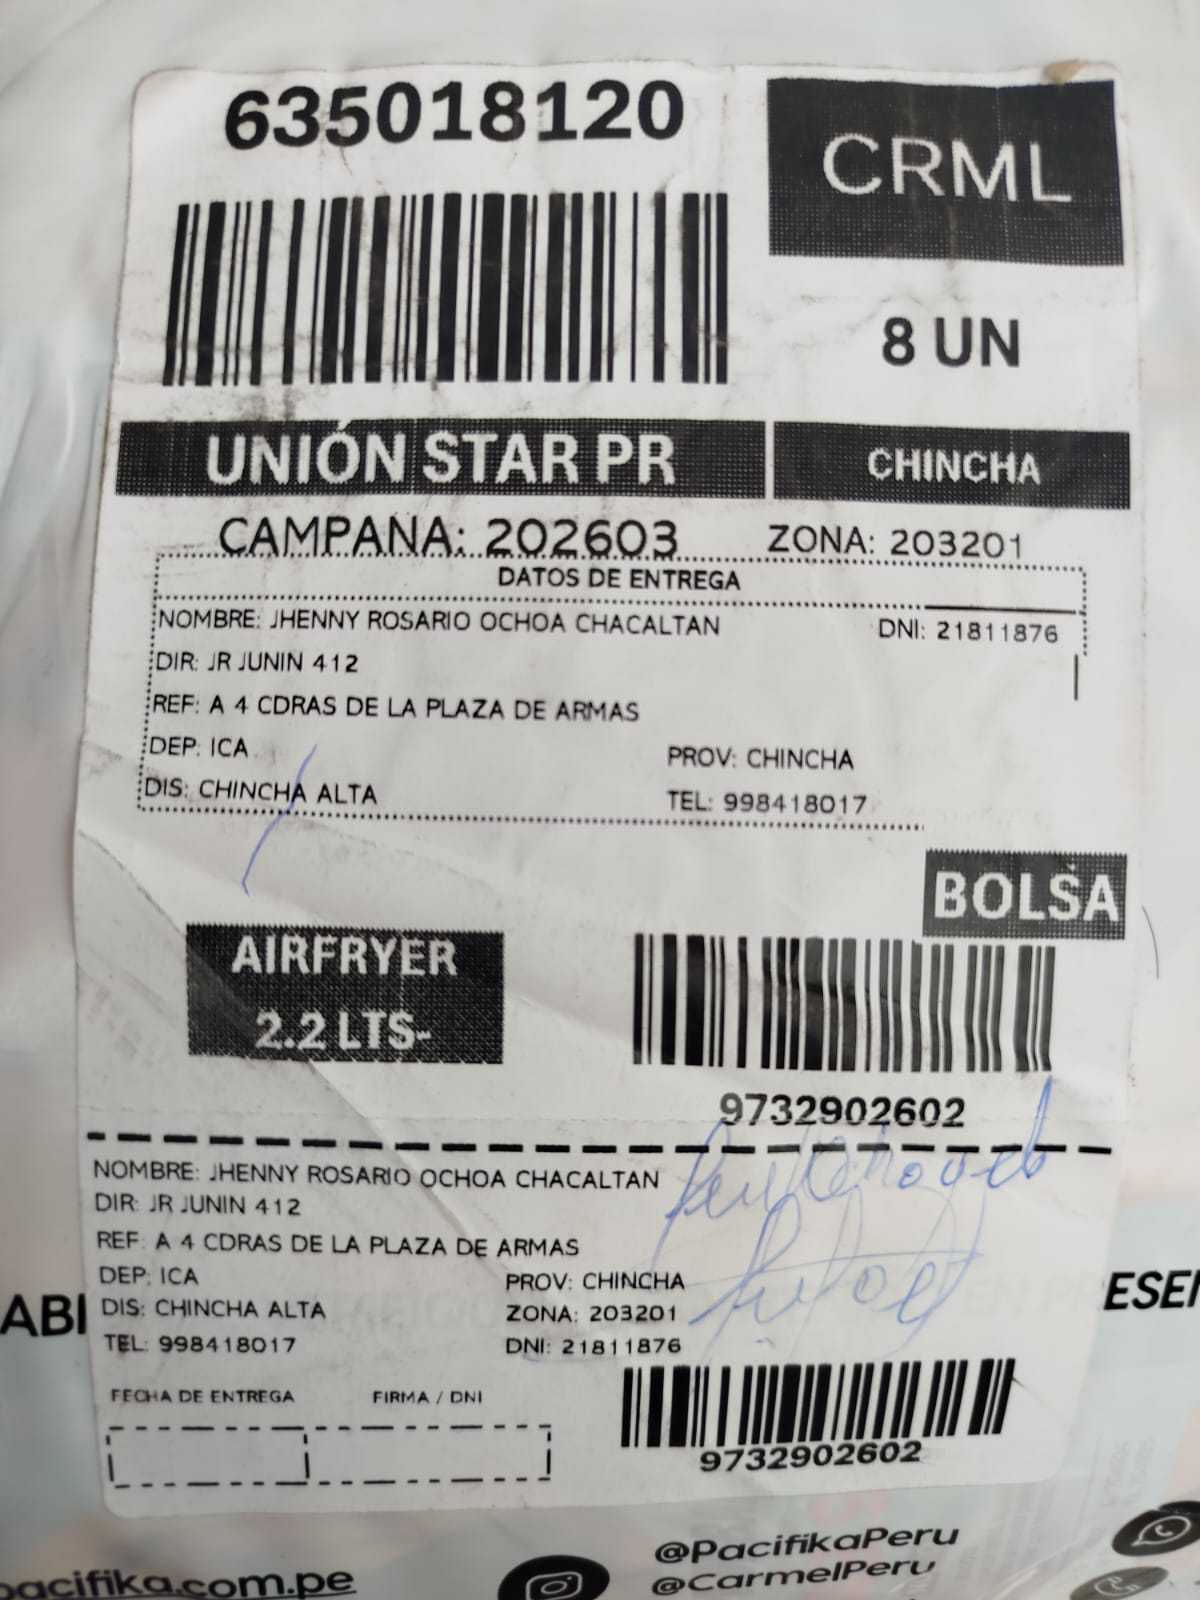 635018120
CRML
8 UN
UNIÓN STAR PR
CHINCHA
CAMPANA: 202603
ZONA: 203201
DATOS DE ENTREGA
NOMBRE: JHENNY ROSARIO OCHOA CHACALTAN
DNI: 21811876
DIR: JR JUNIN 412
REF: A 4 CDRAS DE LA PLAZA DE ARMAS
DEP: ICA
PROV: CHINCHA
DIS: CHINCHA ALTA
TEL: 998418017
BOLSA
AIRFRYER
2.2 LTS-
9732902602
NOMBRE: JHENNY ROSARIO OCHOA CHACALTAN
DIR: JR JUNIN 412
REF: A 4 CDRAS DE LA PLAZA DE ARMAS
DEP: ICA
PROV: CHINCHA
DIS: CHINCHA ALTA
ZONA: 203201
TEL: 998418017
DNI: 21811876
ABI
ESEN
FECHA DE ENTREGA
FIRMA / DNI
9732902602
@PacifikaPeru
@CarmelPeru
pacifika.com.pe